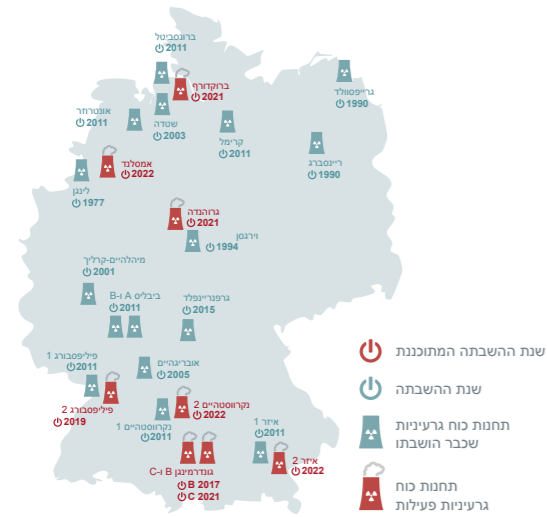 ברונסביטל
2011
ברוקדורף
2021
גרייפסוולד
1990
אונטרוזר
2011
שטדה
2003
קרימל
2011
ריינסברג
1990
אמסלנד
2022
לינגן
1977
גרוהנדה
2021
וירגסן
1994
מיהלהיים-קרליך
2001
ביבליס A ו-B
2011
גרפנריינפלד
2015
פיליפסבורג 1
2011
אובריגהיים
2005
פיליפסבורג 2
2019
נקרווסטהיים 2
2022
נקרווסטהיים 1
2011
איזר 1
2011
איזר 2
2022
גונדרמינגן B ו-C
B 2017
C 2021
שנת ההשבתה המתוכננת
שנת ההשבתה
תחנות כוח גרעיניות
שכבר הושבתו
תחנות כוח
גרעיניות פעילות